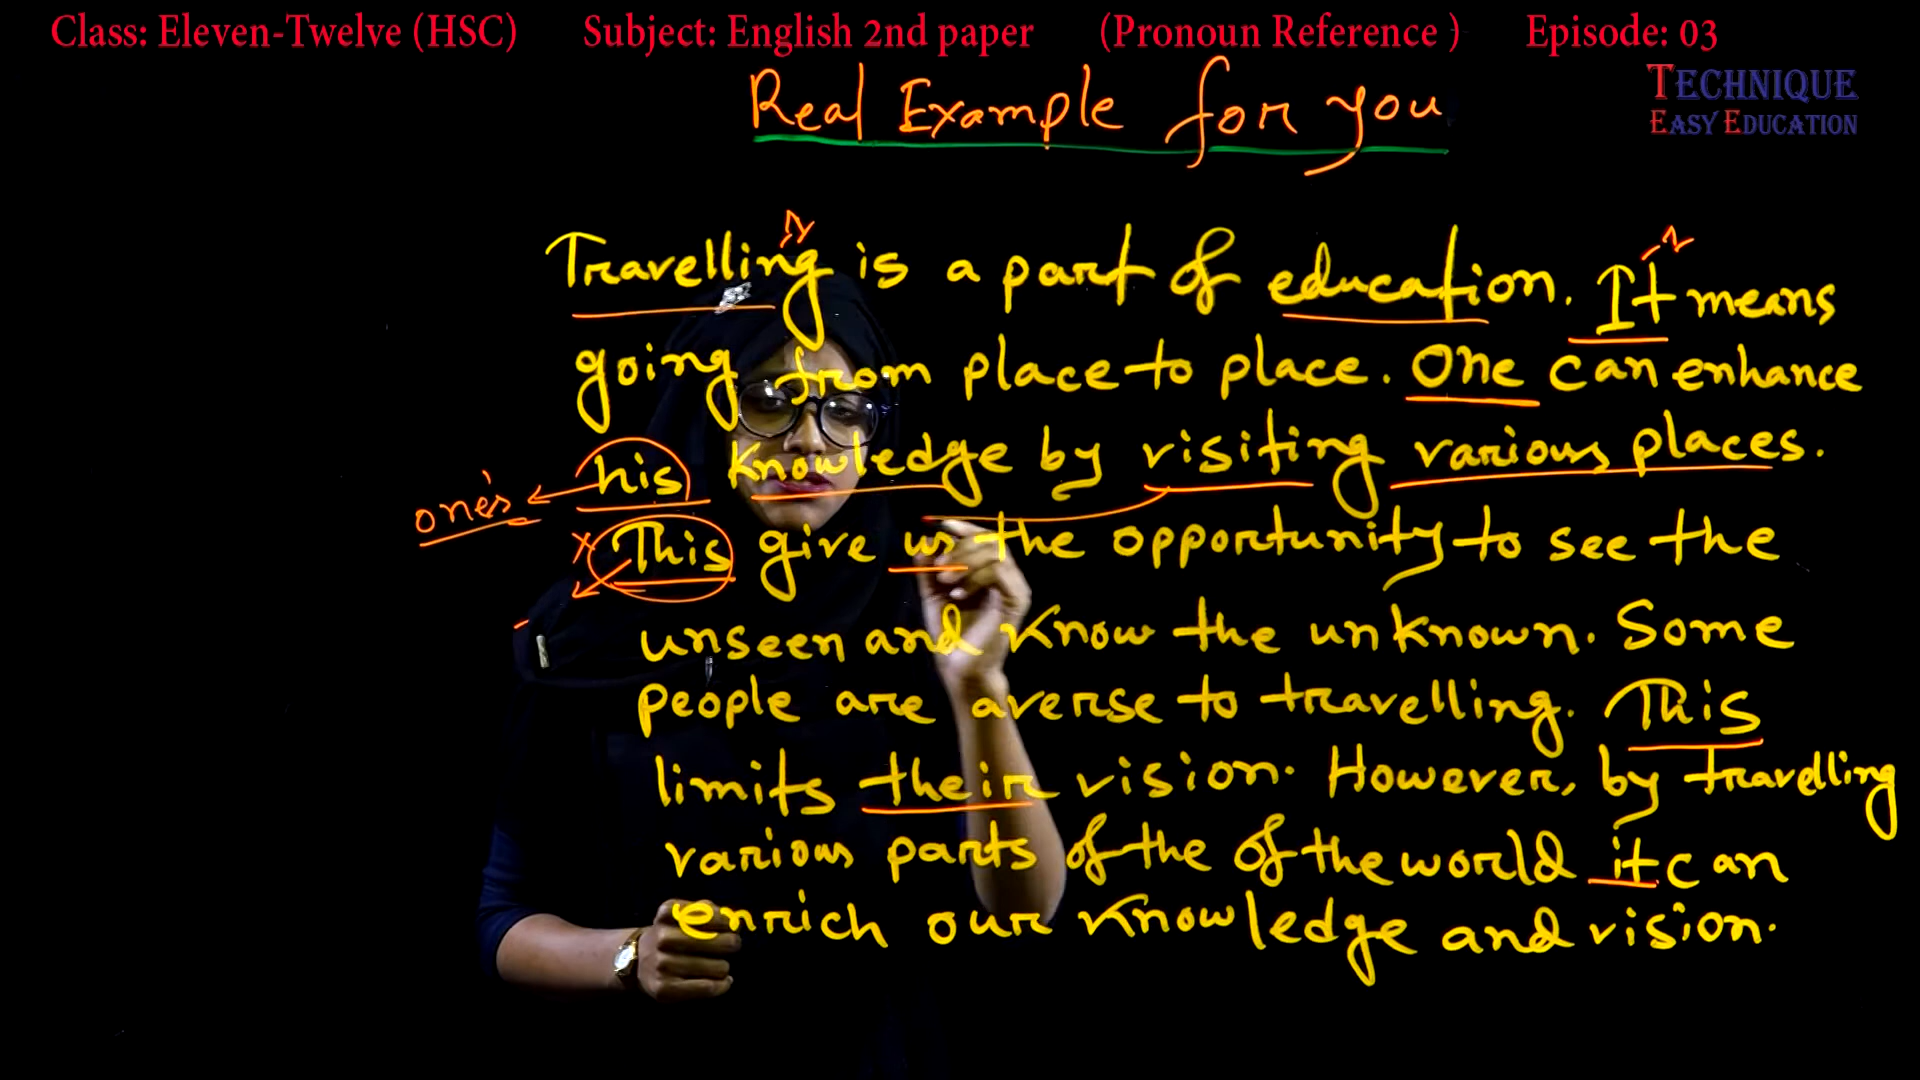 Class: Eleven-Twelve (HSC) Subject: English 2nd paper (Pronoun Reference ) Episode: 03
TECHNIQUE
EASY EDUCATION
Real Example for you
Travelling is a part of education. It means
going from place to place. One can enhance
his knowledge by visiting various places.
one's
This give us the opportunity to see the
unseen and know the unknown. Some
people are averse to travelling. This
limits their vision. However, by travelling
various parts of the of the world it can
enrich our knowledge and vision.